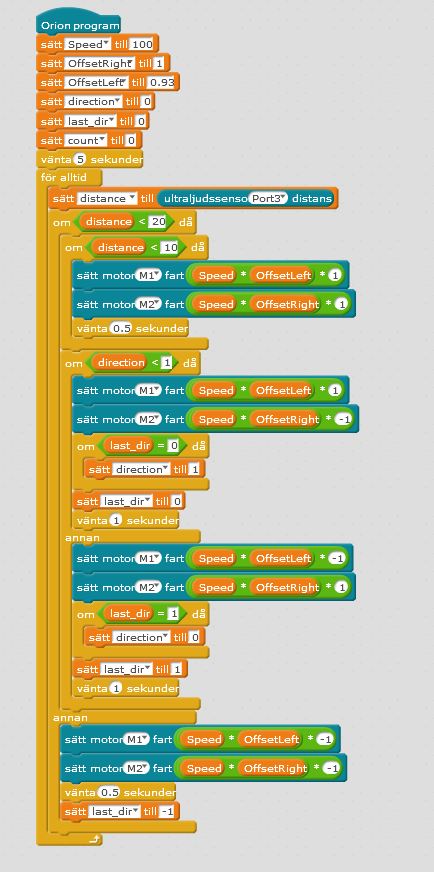 Orion program
sätt Speed till 100
sätt OffsetRight till 1
sätt OffsetLeft till 0.93
sätt direction till 0
sätt last_dir till 0
sätt count till 0
vänta 5 sekunder
för alltid
sätt distance till ultraljudssenso Port3 distans
om distance < 20 då
om distance < 10 då
sätt motor M1 fart Speed * OffsetLeft * 1
sätt motor M2 fart Speed * OffsetRight * 1
vänta 0.5 sekunder
om direction < 1 då
sätt motor M1 fart Speed * OffsetLeft * 1
sätt motor M2 fart Speed * OffsetRight * -1
om last_dir = 0 då
sätt direction till 1
sätt last_dir till 0
vänta 1 sekunder
annan
sätt motor M1 fart Speed * OffsetLeft * -1
sätt motor M2 fart Speed * OffsetRight * 1
om last_dir = 1 då
sätt direction till 0
sätt last_dir till 1
vänta 1 sekunder
annan
sätt motor M1 fart Speed * OffsetLeft * -1
sätt motor M2 fart Speed * OffsetRight * -1
vänta 0.5 sekunder
sätt last_dir till -1